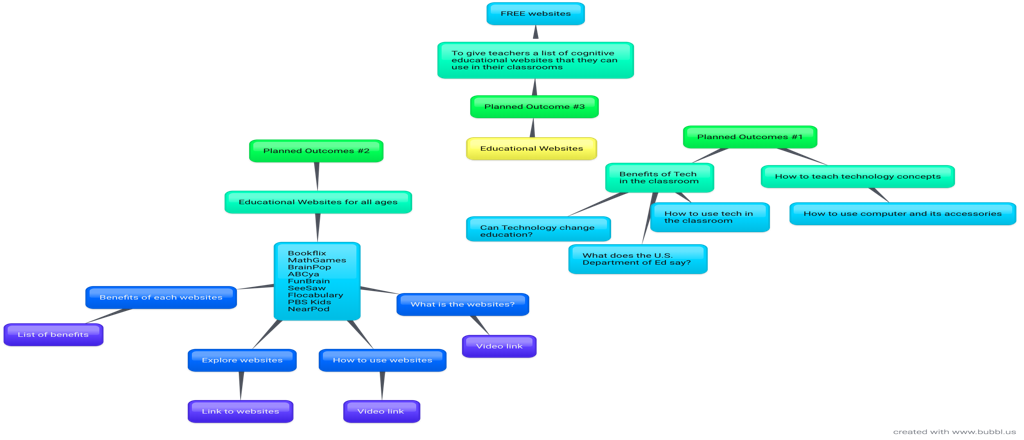 FREE websites
To give teachers a list of cognitive
educational websites that they can
use in their classrooms
Planned Outcome #3
Educational Websites
Planned Outcomes #1
Benefits of Tech
in the classroom
How to teach technology concepts
Can Technology change
education?
How to use tech in
the classroom
How to use computer and its accessories
What does the U.S.
Department of Ed say?
Planned Outcomes #2
Educational Websites for all ages
Bookflix
MathGames
BrainPop
ABCya
FunBrain
SeeSaw
Flocabulary
PBS Kids
NearPod
Benefits of each websites
List of benefits
What is the websites?
Video link
Explore websites
Link to websites
How to use websites
Video link
created with www.bubbl.us